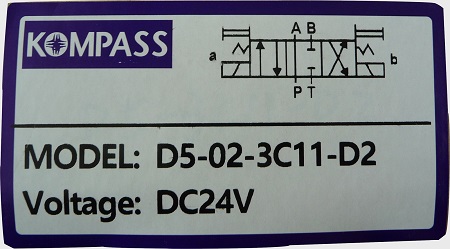 KOMPASS
A B
a b
P T
MODEL: D5-02-3C11-D2
Voltage: DC24V